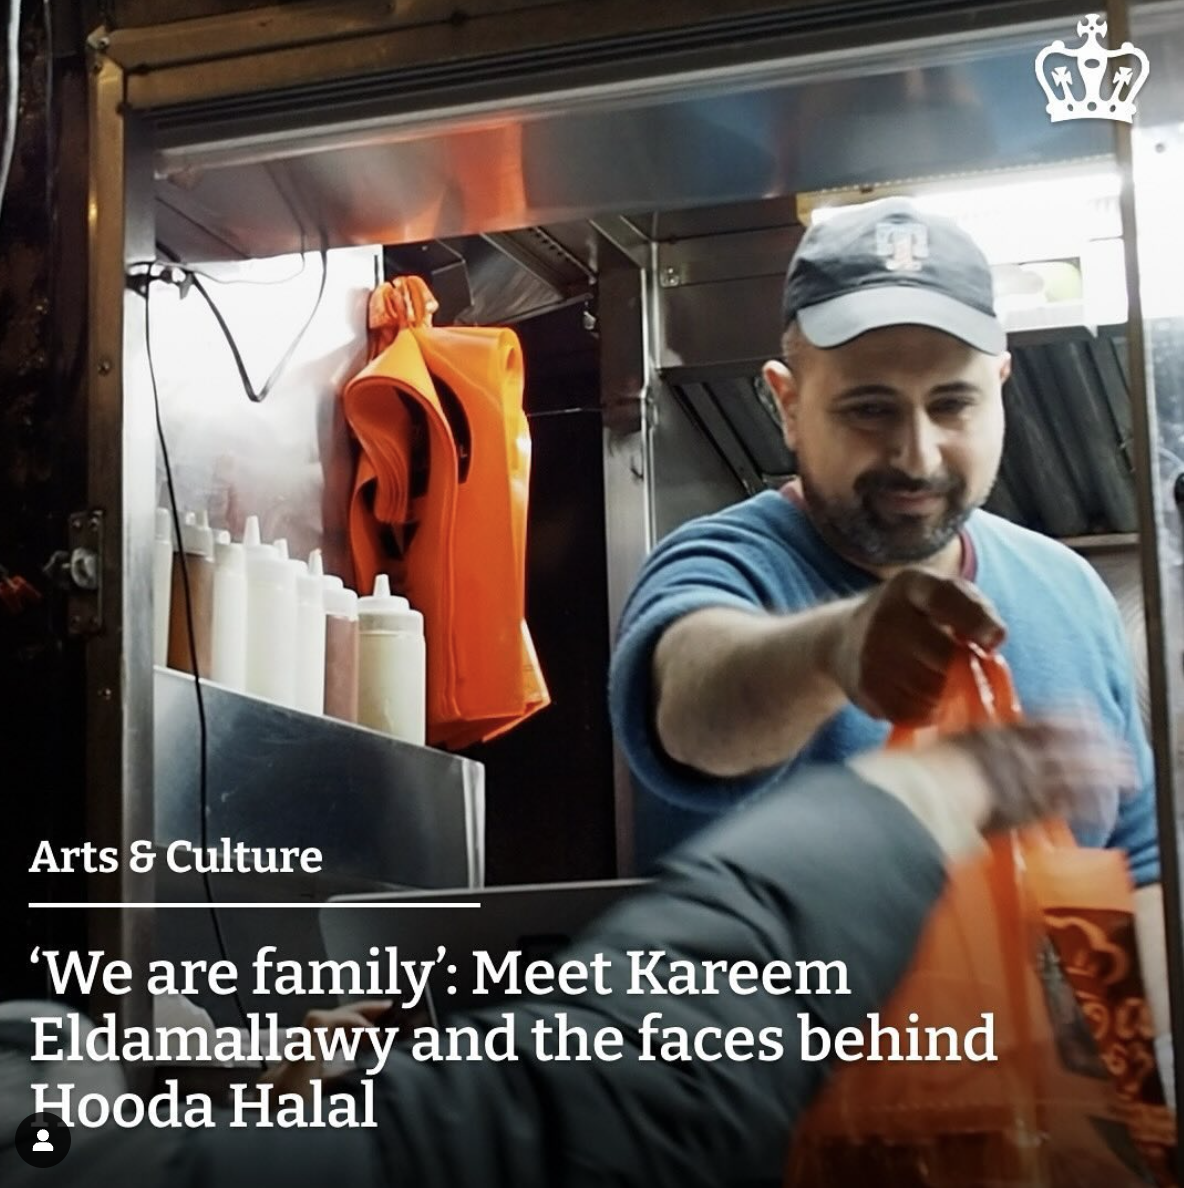 Arts & Culture
‘We are family’: Meet Kareem
Eldamallawy and the faces behind
Hooda Halal